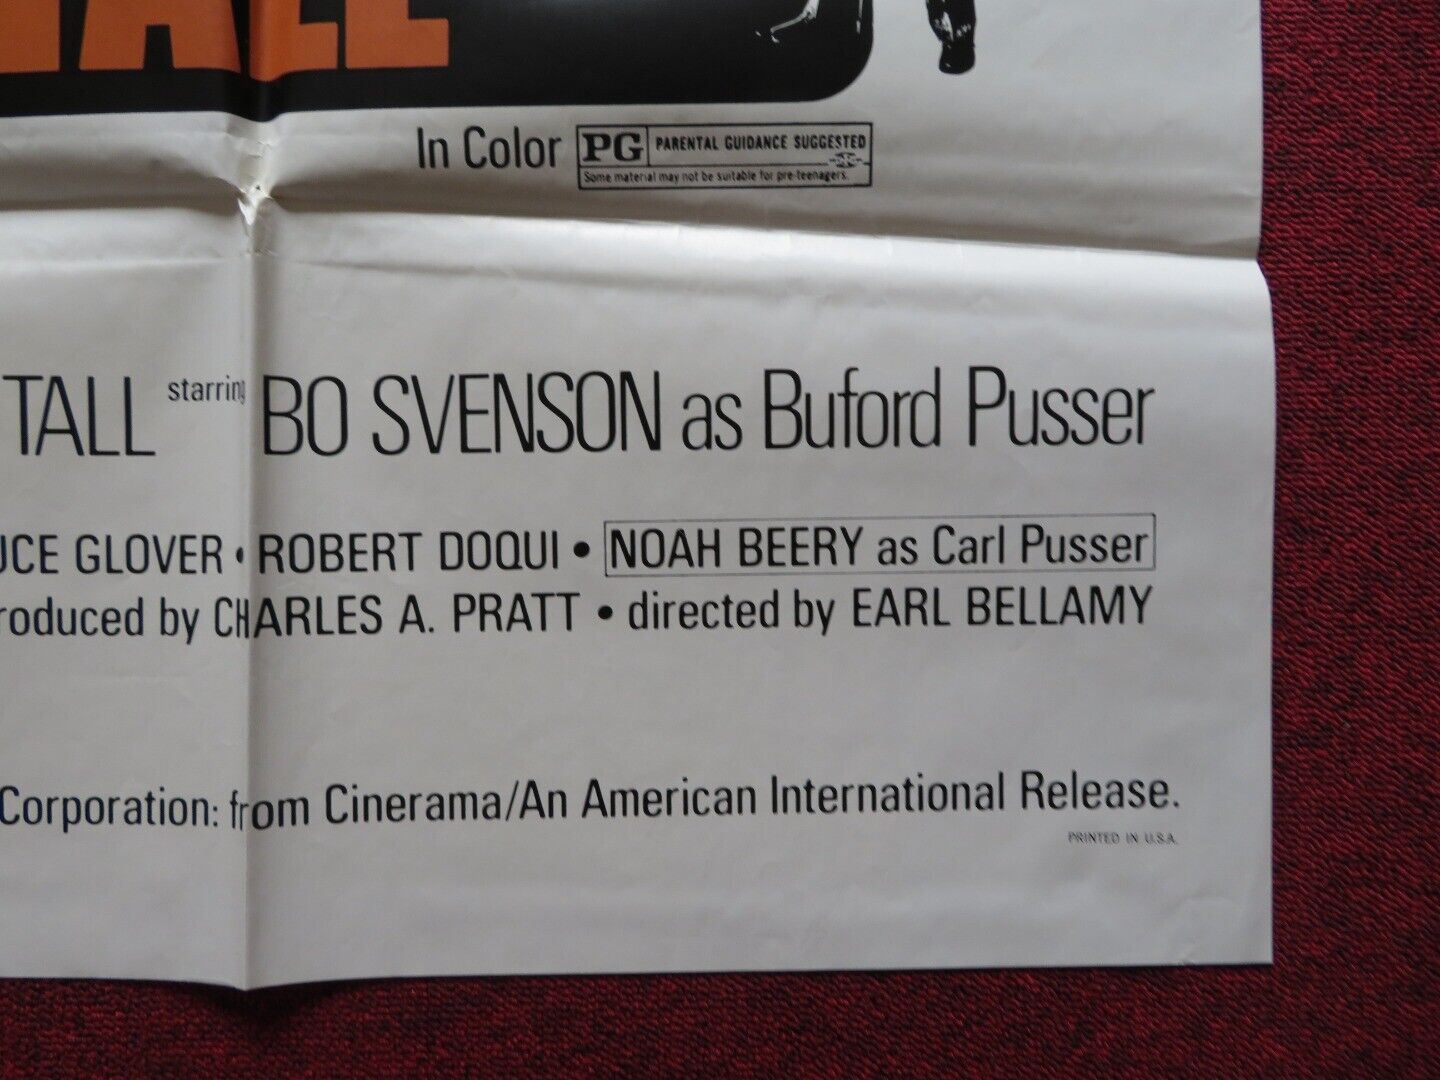 ALL
In Color PG PARENTAL GUIDANCE SUGGESTED
Some material may not be suitable for pre-teenagers.
TALL starring BO SVENSON as Buford Pusser
UCE GLOVER • ROBERT DOQUI • NOAH BEERY as Carl Pusser
roduced by CHARLES A. PRATT • directed by EARL BELLAMY
Corporation: from Cinerama/An American International Release.
PRINTED IN U.S.A.